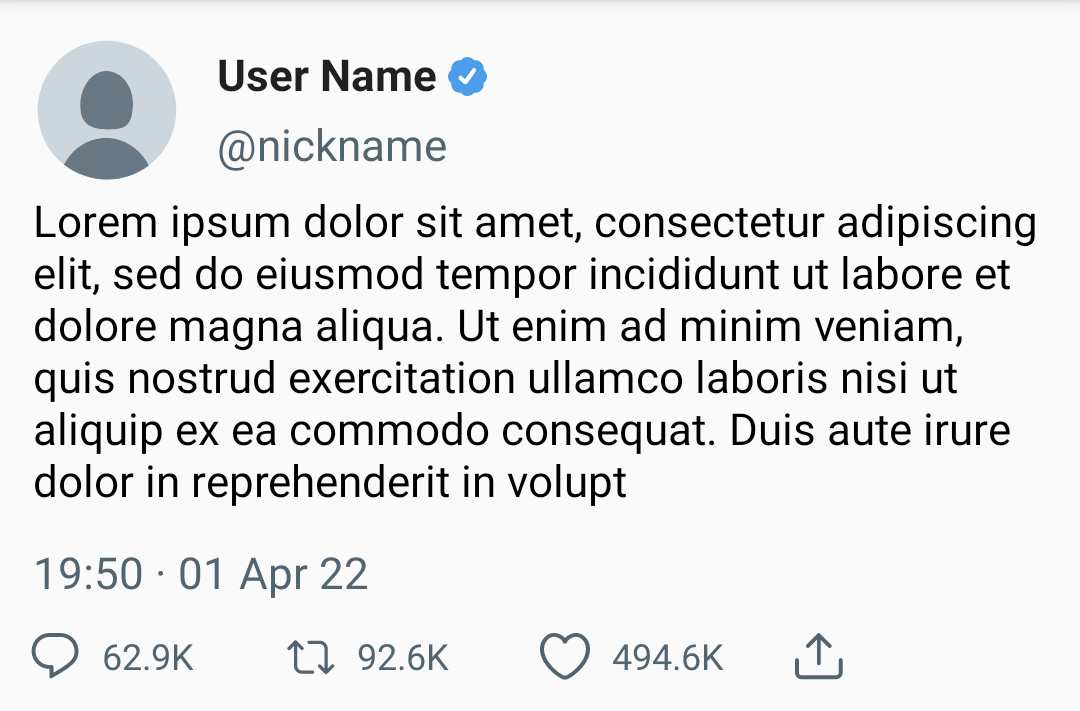 User Name
@nickname
Lorem ipsum dolor sit amet, consectetur adipiscing
elit, sed do eiusmod tempor incididunt ut labore et
dolore magna aliqua. Ut enim ad minim veniam,
quis nostrud exercitation ullamco laboris nisi ut
aliquip ex ea commodo consequat. Duis aute irure
dolor in reprehenderit in volupt
19:50 · 01 Apr 22
62.9K 92.6K 494.6K